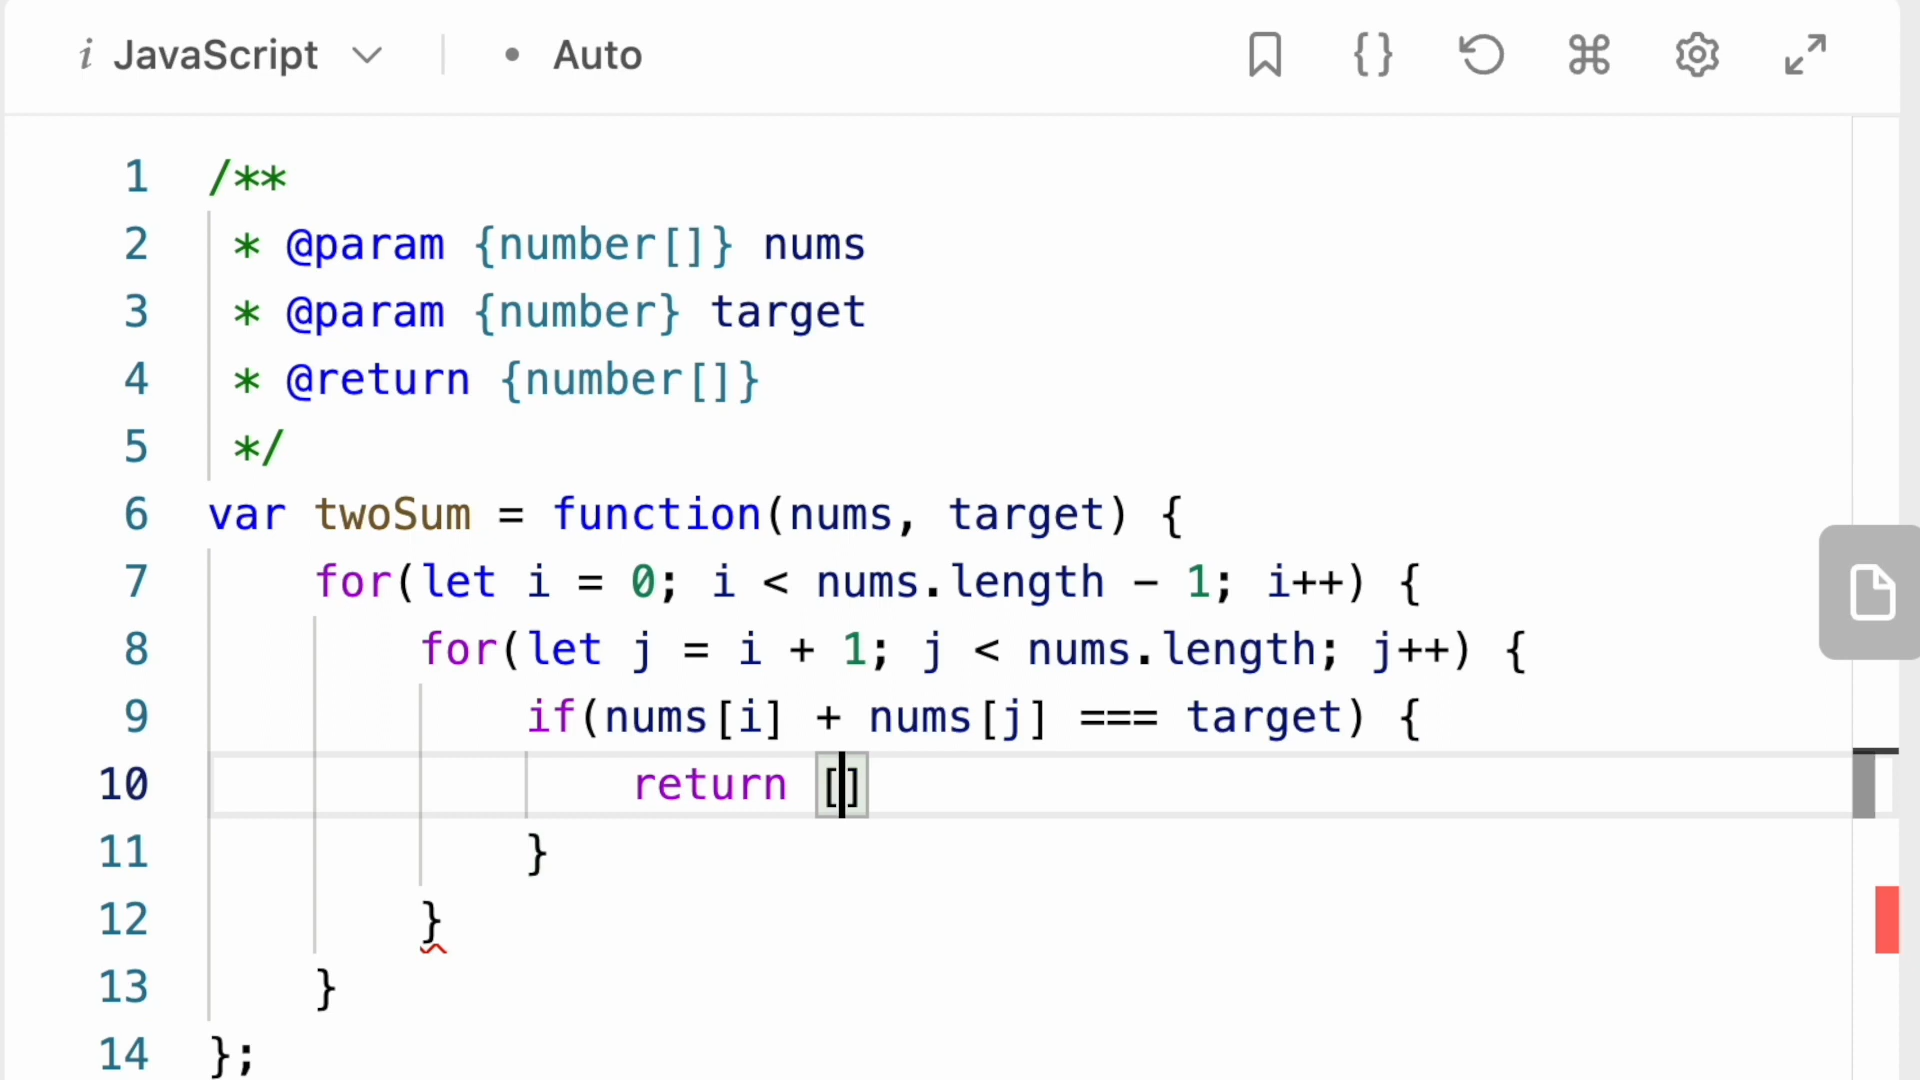 i JavaScript Auto {}
1 /**
2 * @param {number[]} nums
3 * @param {number} target
4 * @return {number[]}
5 */
6 var twoSum = function(nums, target) {
7 for(let i = 0; i < nums.length - 1; i++) {
8 for(let j = i + 1; j < nums.length; j++) {
9 if(nums[i] + nums[j] === target) {
10 return []
11 }
12 }
13 }
14 };